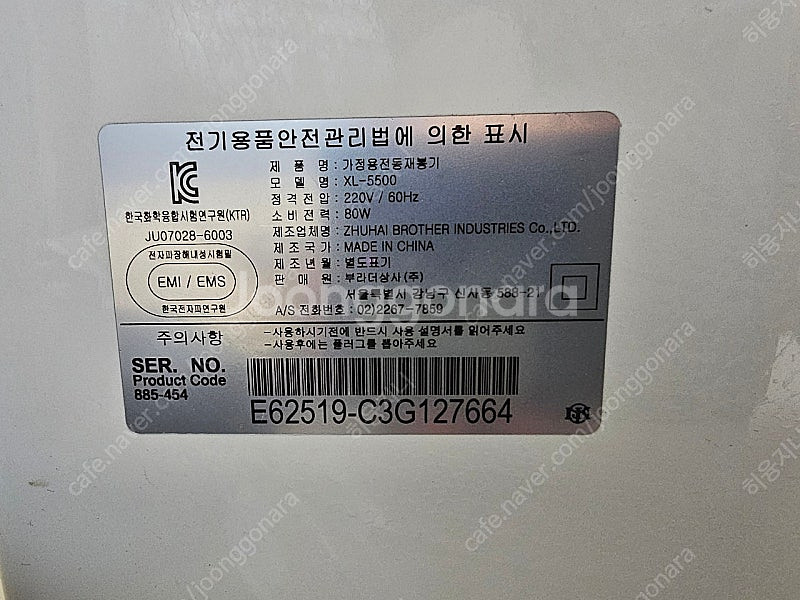 전기용품안전관리법에 의한 표시
한국화학융합시험연구원(KTR)
JU07028-6003
전자파장해내성시험필
EMI / EMS
한국전자파연구원
제 품 명 : 가정용전동재봉기
모 델 명 : XL-5500
정격전압 : 220V / 60Hz
소비전력 : 80W
제조업체명 : ZHUHAI BROTHER INDUSTRIES Co.,LTD.
제조국가 : MADE IN CHINA
제조년월 : 별도표기
판 매 원 : 부라더상사(주)
서울특별시 강남구 신사동 588-21
A/S 전화번호 : 02)2267-7859
주의사항
-사용하시기전에 반드시 사용 설명서를 읽어주세요
-사용후에는 플러그를 뽑아주세요
SER. NO.
Product Code
885-454
E62519-C3G127664
joonggonara
cafe.naver.com/joonggonara